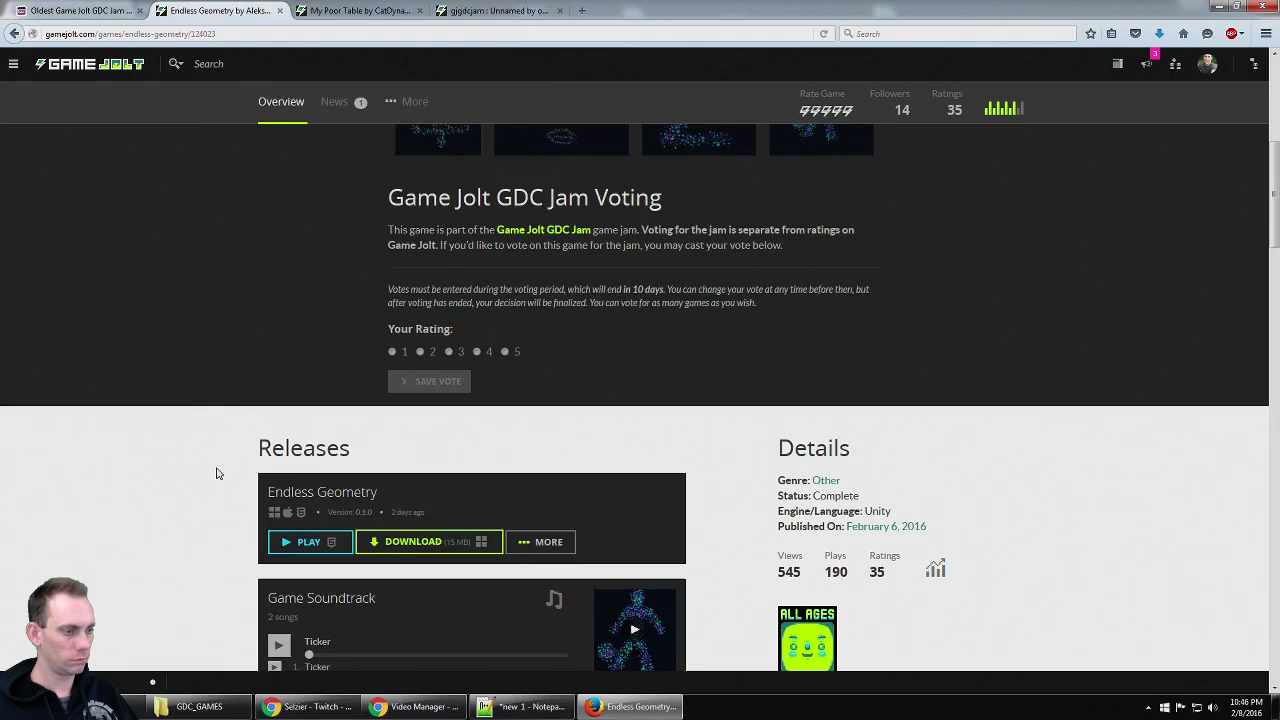 Oldest Game Jolt GDC Jam ...
Endless Geometry by Aleks...
My Poor Table by CatDyna...
gjgdcjam : Unnamed by o...
gamejolt.com/games/endless-geometry/124023
Search
GAME JOLT
Search
3
Overview
News 1
More
Rate Game
Followers
14
Ratings
35
Game Jolt GDC Jam Voting
This game is part of the Game Jolt GDC Jam game jam. Voting for the jam is separate from ratings on
Game Jolt. If you'd like to vote on this game for the jam, you may cast your vote below.
Votes must be entered during the voting period, which will end in 10 days. You can change your vote at any time before then, but
after voting has ended, your decision will be finalized. You can vote for as many games as you wish.
Your Rating:
1 2 3 4 5
SAVE VOTE
Releases
Endless Geometry
• Version: 0.1.0 • 2 days ago
PLAY
DOWNLOAD (15 MB)
MORE
Game Soundtrack
2 songs
Ticker
1. Ticker
Details
Genre: Other
Status: Complete
Engine/Language: Unity
Published On: February 6, 2016
Views
545
Plays
190
Ratings
35
ALL AGES
GDC_GAMES
Selzier - Twitch - ...
Video Manager - ...
*new 1 - Notepa...
Endless Geometry...
10:46 PM
2/8/2016